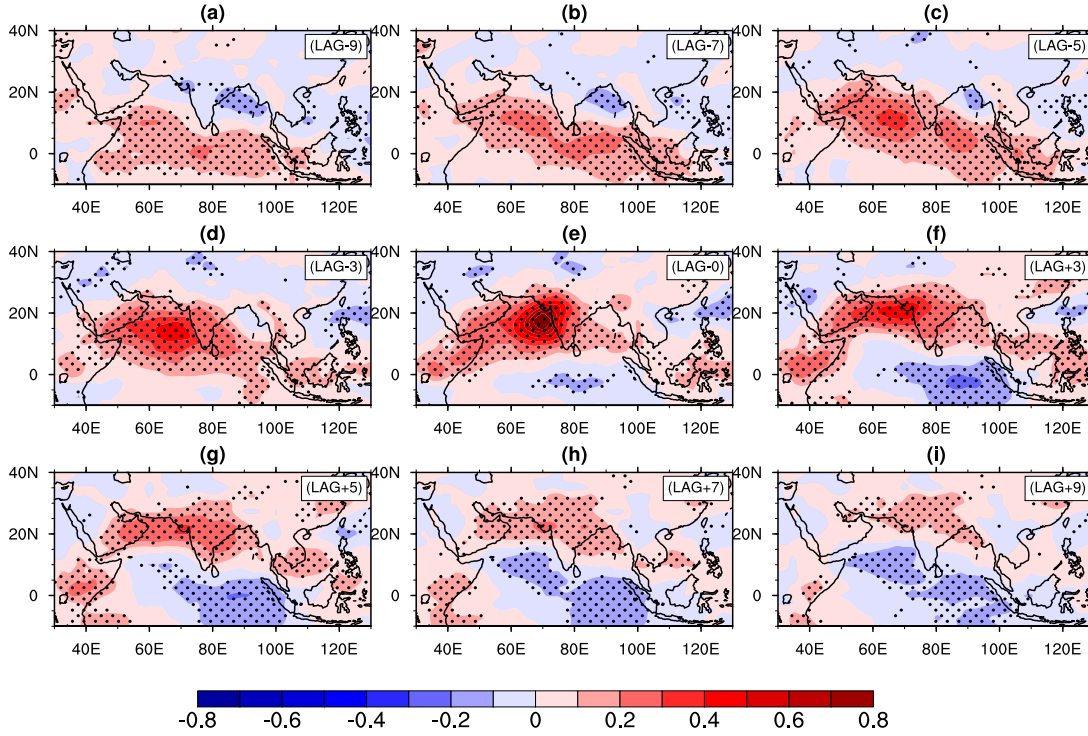 (a) (b) (c)
40N (LAG-9) 40N (LAG-7) 40N (LAG-5)
20N 20N 20N
0 0 0
40E 60E 80E 100E 120E 40E 60E 80E 100E 120E 40E 60E 80E 100E 120E
(d) (e) (f)
40N (LAG-3) 40N (LAG-0) 40N (LAG+3)
20N 20N 20N
0 0 0
40E 60E 80E 100E 120E 40E 60E 80E 100E 120E 40E 60E 80E 100E 120E
(g) (h) (i)
40N (LAG+5) 40N (LAG+7) 40N (LAG+9)
20N 20N 20N
0 0 0
40E 60E 80E 100E 120E 40E 60E 80E 100E 120E 40E 60E 80E 100E 120E
-0.8 -0.6 -0.4 -0.2 0 0.2 0.4 0.6 0.8